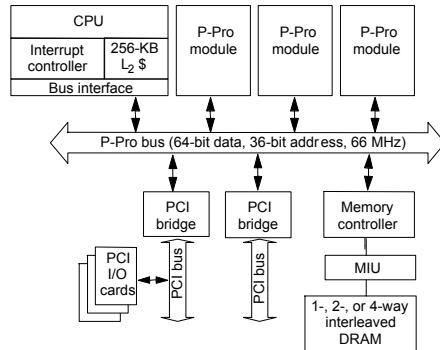 CPU
Interrupt
controller
256-KB
L2 $
Bus interface
P-Pro
module
P-Pro
module
P-Pro
module
P-Pro bus (64-bit data, 36-bit address, 66 MHz)
PCI
bridge
PCI
bridge
Memory
controller
PCI
I/O
cards
PCI bus
PCI bus
MIU
1-, 2-, or 4-way
interleaved
DRAM